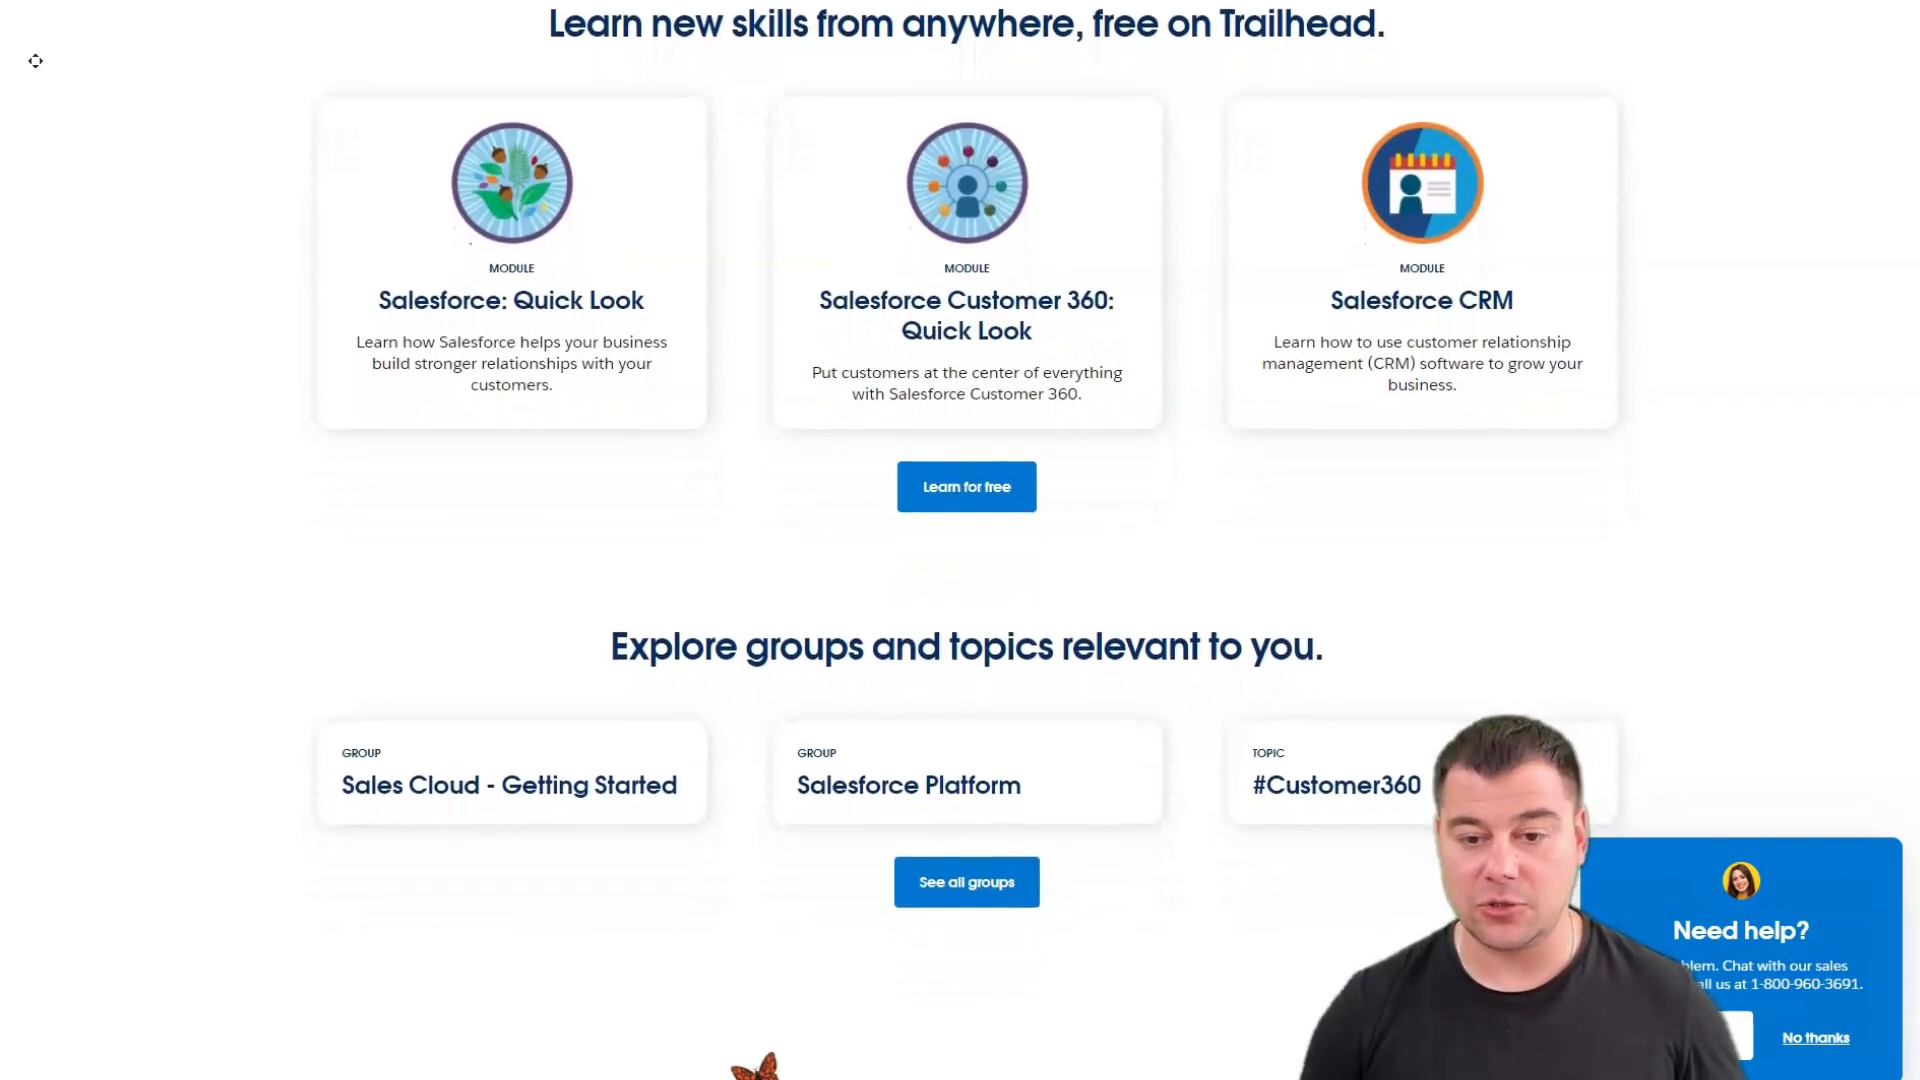 Learn new skills from anywhere, free on Trailhead.
MODULE
Salesforce: Quick Look
Learn how Salesforce helps your business
build stronger relationships with your
customers.
MODULE
Salesforce Customer 360:
Quick Look
Put customers at the center of everything
with Salesforce Customer 360.
MODULE
Salesforce CRM
Learn how to use customer relationship
management (CRM) software to grow your
business.
Learn for free
Explore groups and topics relevant to you.
GROUP
Sales Cloud - Getting Started
GROUP
Salesforce Platform
TOPIC
#Customer360
See all groups
Need help?
Chat with our sales
us at 1-800-960-3691.
No thanks